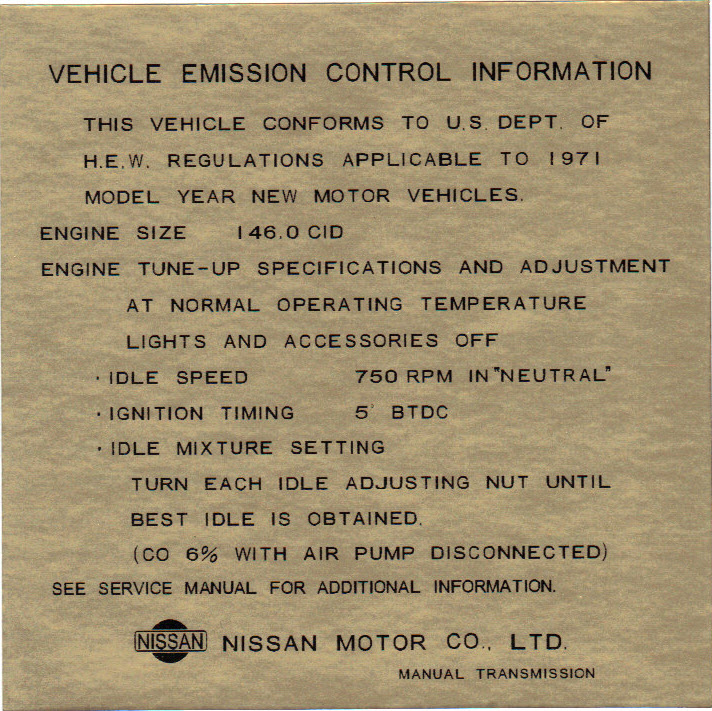 VEHICLE EMISSION CONTROL INFORMATION
THIS VEHICLE CONFORMS TO U.S. DEPT. OF
H.E.W. REGULATIONS APPLICABLE TO 1971
MODEL YEAR NEW MOTOR VEHICLES.
ENGINE SIZE 146.0 CID
ENGINE TUNE-UP SPECIFICATIONS AND ADJUSTMENT
AT NORMAL OPERATING TEMPERATURE
LIGHTS AND ACCESSORIES OFF
· IDLE SPEED 750 RPM IN "NEUTRAL"
· IGNITION TIMING 5° BTDC
· IDLE MIXTURE SETTING
TURN EACH IDLE ADJUSTING NUT UNTIL
BEST IDLE IS OBTAINED.
(CO 6% WITH AIR PUMP DISCONNECTED)
SEE SERVICE MANUAL FOR ADDITIONAL INFORMATION.
NISSAN NISSAN MOTOR CO., LTD.
MANUAL TRANSMISSION